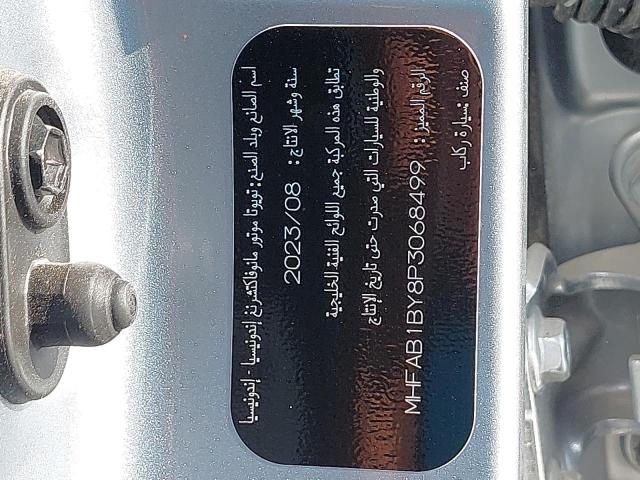 اسم الصانع وبلد الصنع : تويوتا موتور مانوفاكتشرنغ إندونيسيا - إندونيسيا
سنة وشهر الانتاج : 2023/08
تطابق هذه المركبة جميع اللوائح الفنية الخليجية
والوطنية للسيارات التي صدرت حتى تاريخ الإنتاج
الرقم المميز : MHFAB1BY8P3068499
صنف :سيارة ركاب